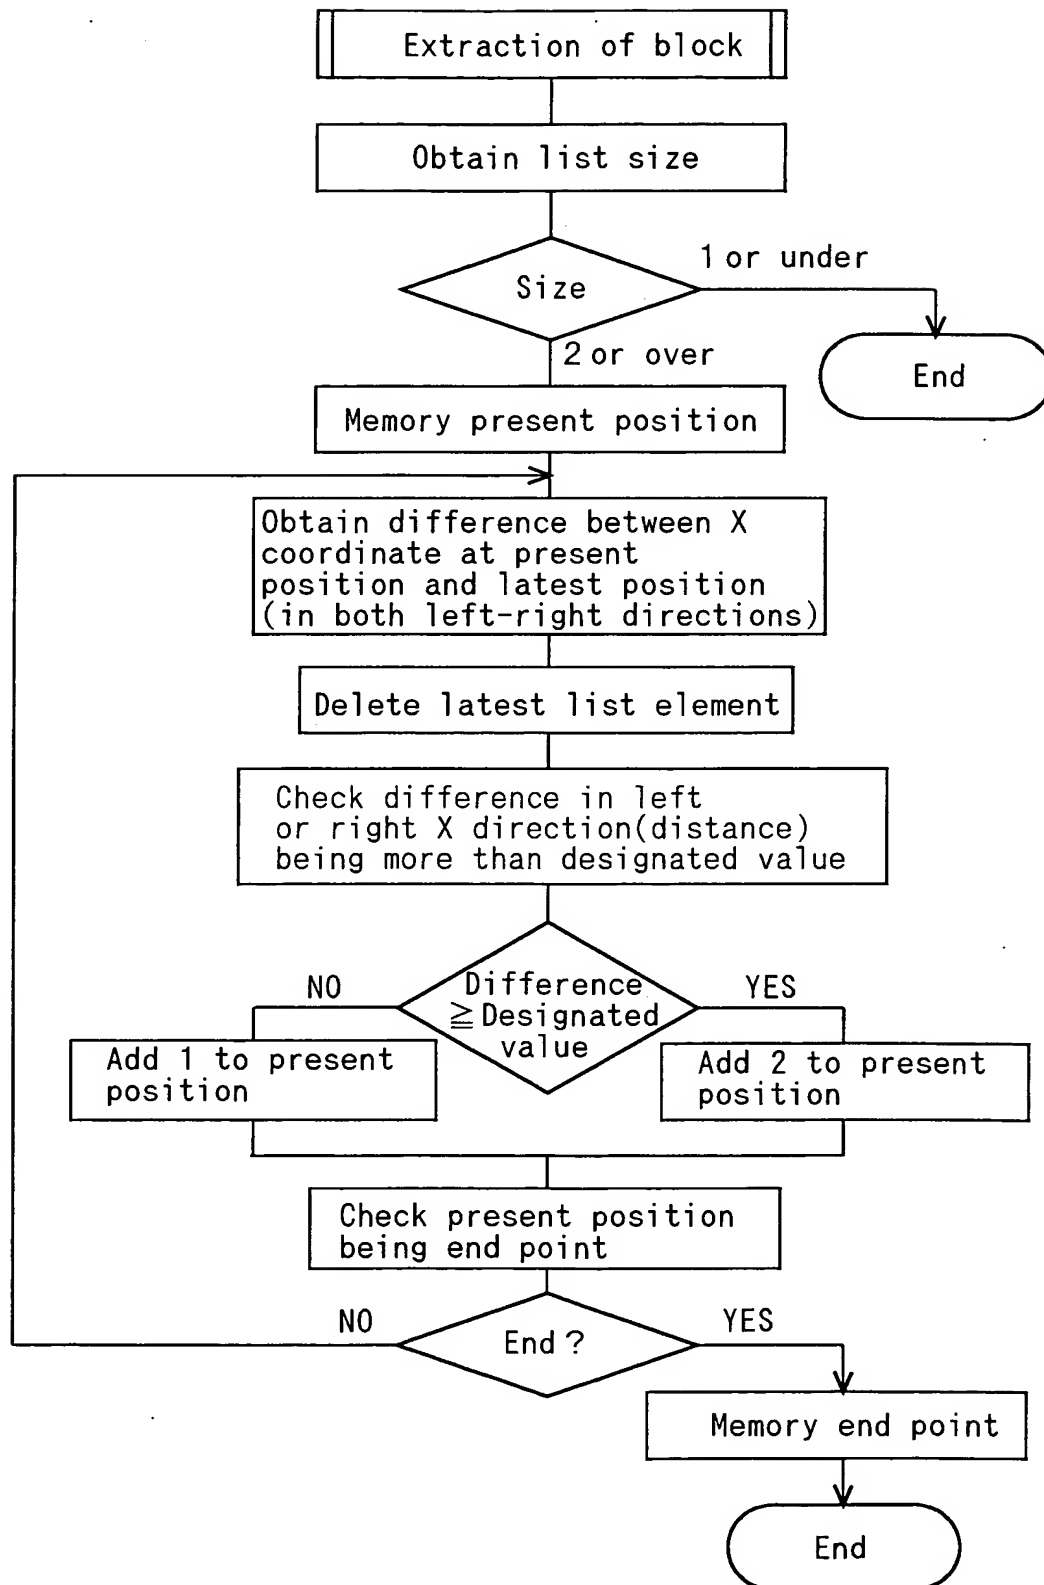 Extraction of block
Obtain list size
Size
1 or under
End
2 or over
Memory present position
Obtain difference between X
coordinate at present
position and latest position
(in both left-right directions)
Delete latest list element
Check difference in left
or right X direction(distance)
being more than designated value
Difference
≧Designated
value
NO
YES
Add 1 to present
position
Add 2 to present
position
Check present position
being end point
End ?
NO
YES
Memory end point
End